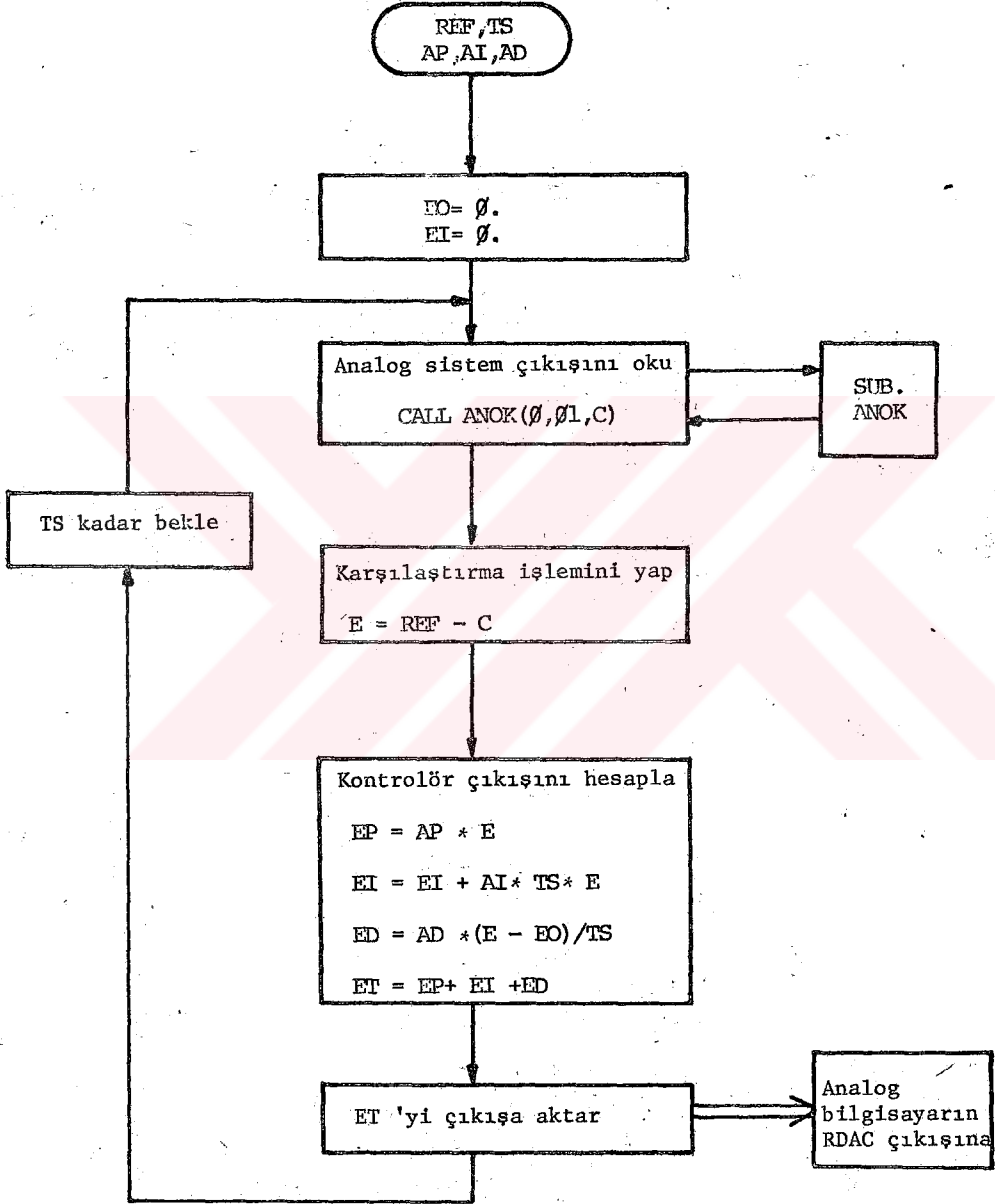 REF,TS
AP,AI,AD
EO= Ø.
EI= Ø.
Analog sistem çıkışını oku
CALL ANOK(Ø,Ø1,C)
SUB.
ANOK
TS kadar bekle
Karşılaştırma işlemini yap
E = REF - C
Kontrolör çıkışını hesapla
EP = AP * E
EI = EI + AI* TS* E
ED = AD *(E - EO)/TS
ET = EP+ EI +ED
ET 'yi çıkışa aktar
Analog
bilgisayarın
RDAC çıkışına